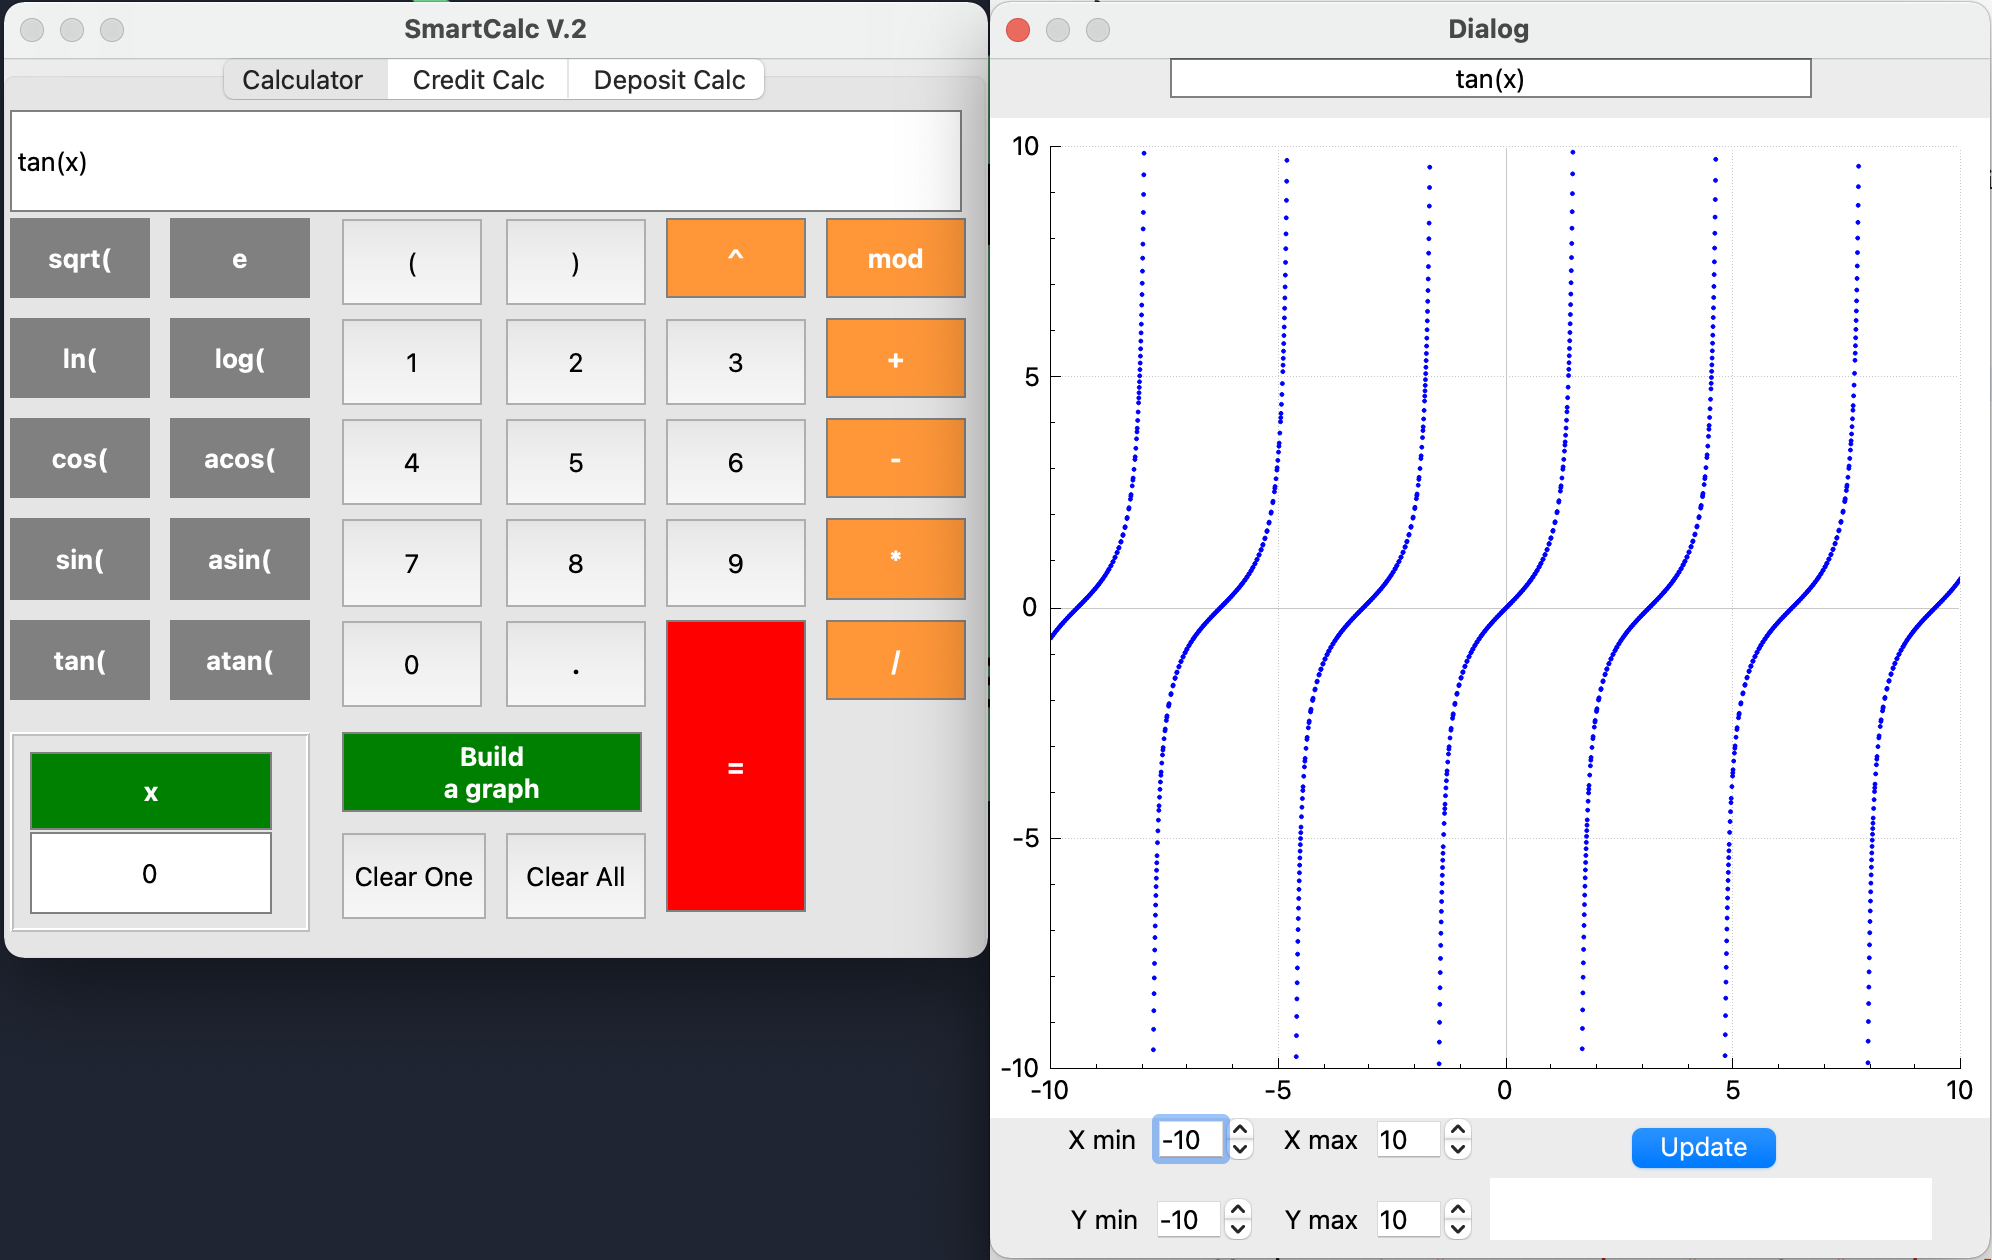 SmartCalc V.2
Calculator Credit Calc Deposit Calc
tan(x)
sqrt( e ( ) ^ mod
ln( log( 1 2 3 +
cos( acos( 4 5 6 -
sin( asin( 7 8 9 *
tan( atan( 0 . /
x
Build
a graph
=
0
Clear One Clear All
Dialog
tan(x)
10
5
0
-5
-10
-10 -5 0 5 10
X min -10 X max 10 Update
Y min -10 Y max 10